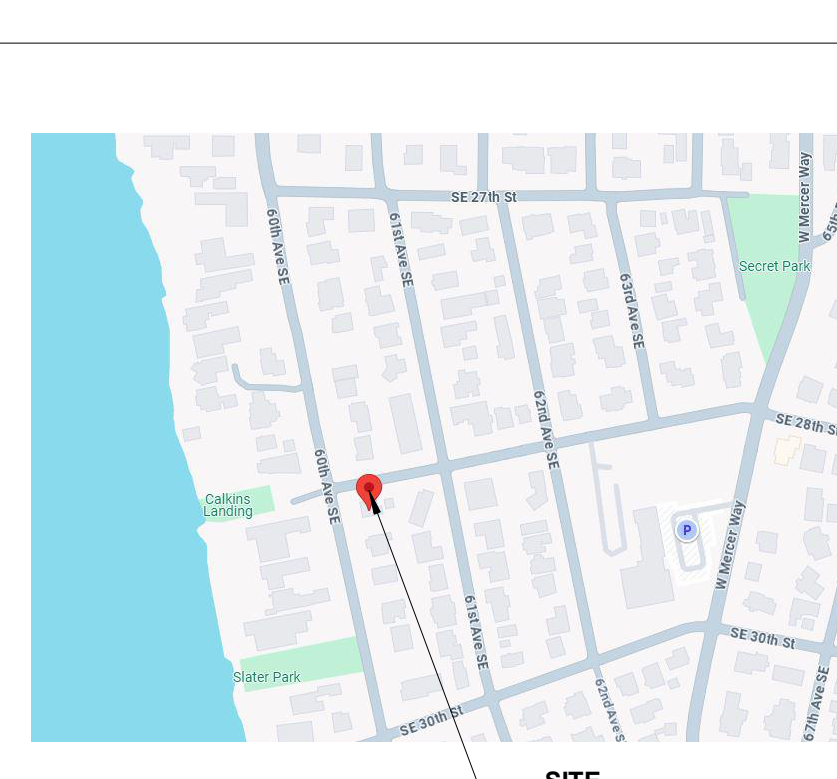 W Mercer Way
SE 27th St
60th Ave SE
61st Ave SE
65th
Secret Park
63rd Ave SE
62nd Ave SE
SE 28th St
60th Ave SE
Calkins
Landing
W Mercer Way
P
61st Ave SE
SE 30th St
Slater Park
67th Ave SE
62nd Ave S
SE 30th St
SITE